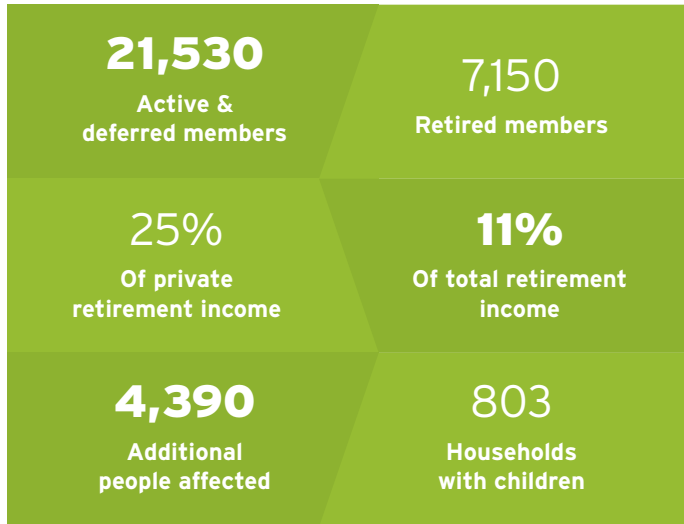 21,530
Active &
deferred members
7,150
Retired members
25%
Of private
retirement income
11%
Of total retirement
income
4,390
Additional
people affected
803
Households
with children